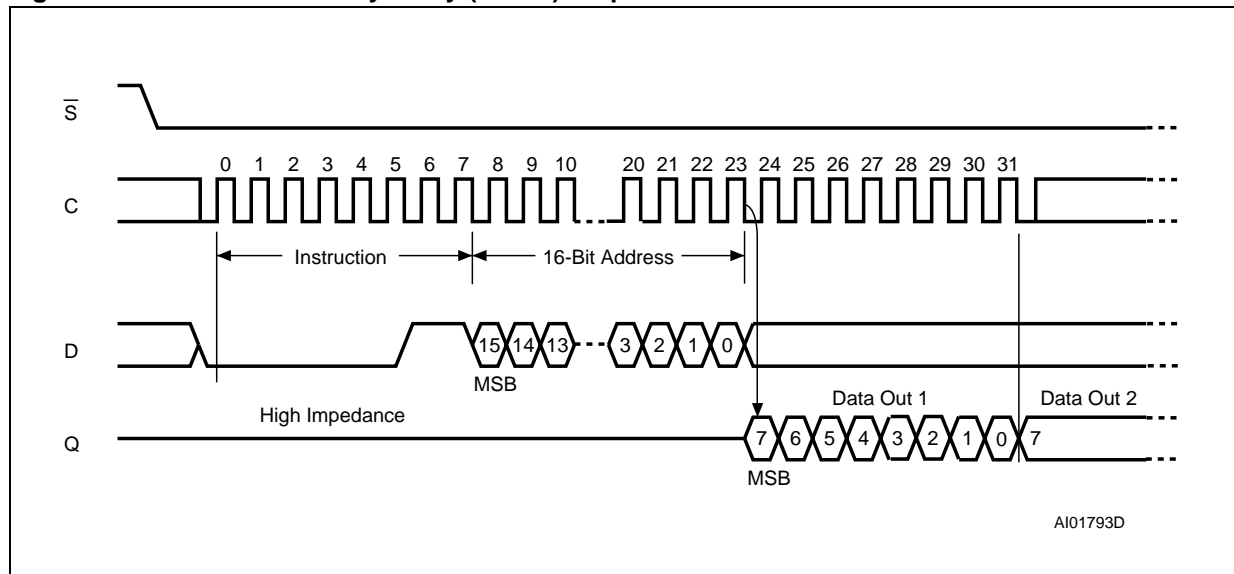 S
0 1 2 3 4 5 6 7 8 9 10 20 21 22 23 24 25 26 27 28 29 30 31
C
Instruction 16-Bit Address
D 15 14 13 3 2 1 0
MSB
High Impedance Data Out 1 Data Out 2
Q 7 6 5 4 3 2 1 0 7
MSB
AI01793D